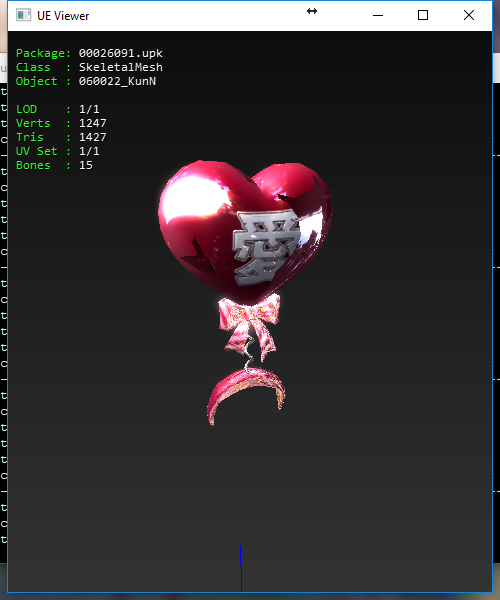 UE Viewer
Package: 00026091.upk
Class : SkeletalMesh
Object : 060022_KunN
LOD : 1/1
Verts : 1247
Tris : 1427
UV Set : 1/1
Bones : 15
愛